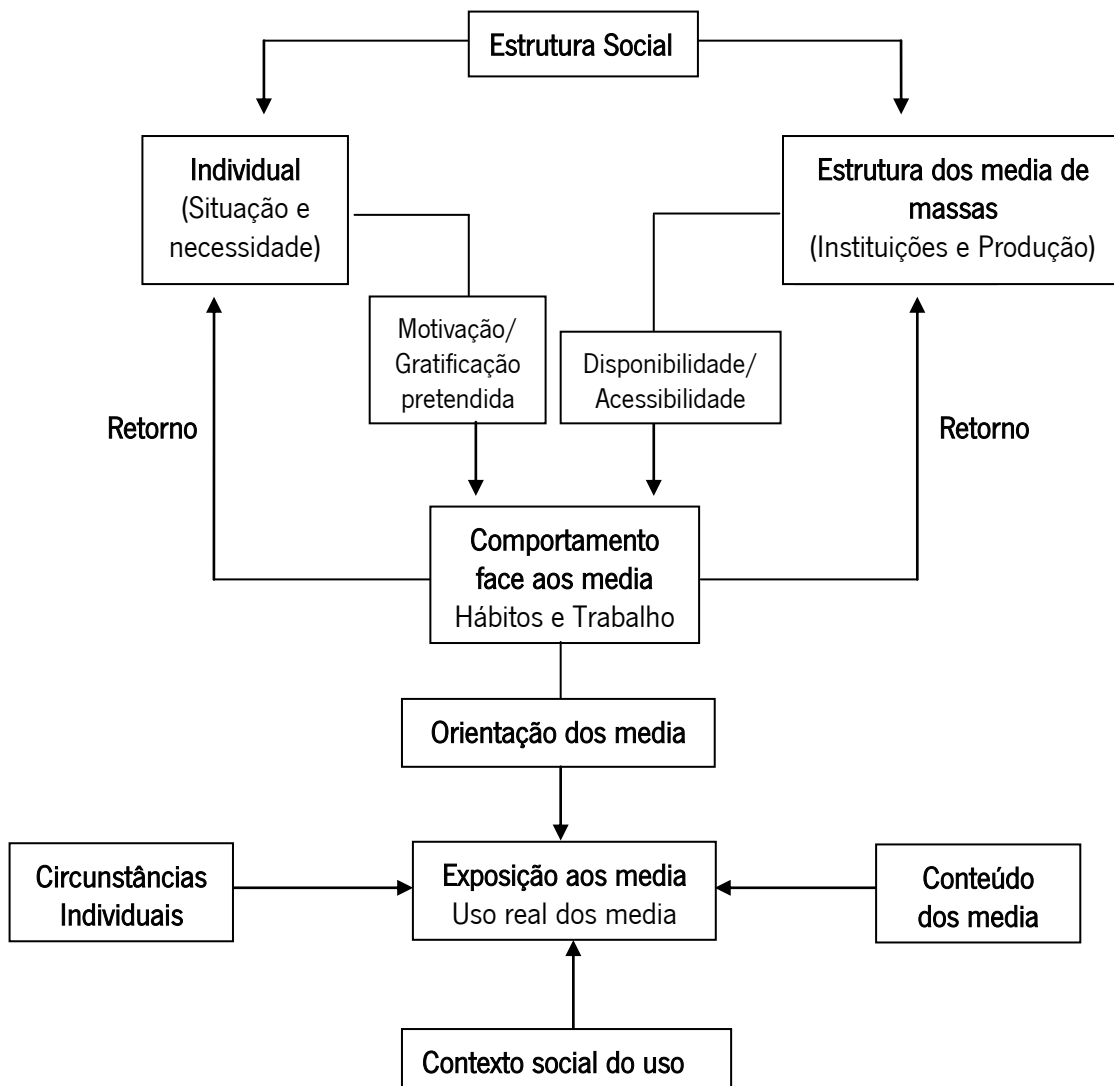 Estrutura Social
Individual
(Situação e
necessidade)
Estrutura dos media de
massas
(Instituições e Produção)
Motivação/
Gratificação
pretendida
Disponibilidade/
Acessibilidade
Retorno
Retorno
Comportamento
face aos media
Hábitos e Trabalho
Orientação dos media
Circunstâncias
Individuais
Exposição aos media
Uso real dos media
Conteúdo
dos media
Contexto social do uso